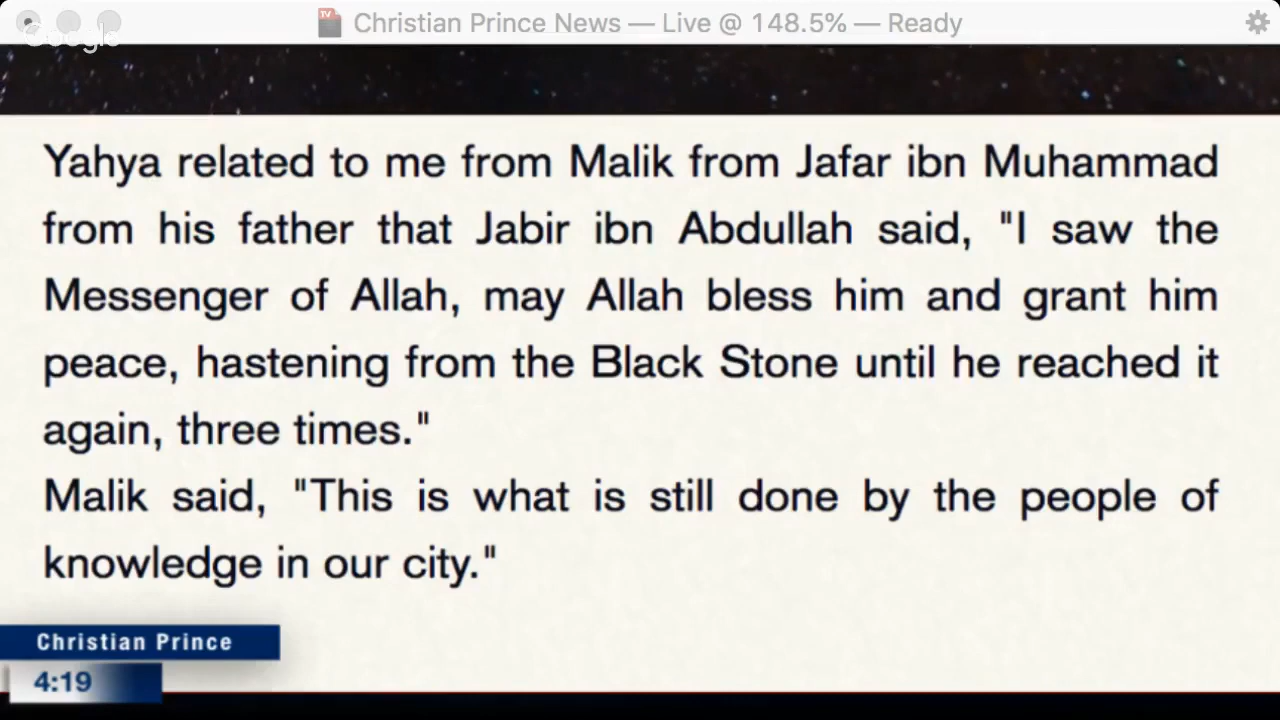 TV Christian Prince News — Live @ 148.5% — Ready
Google
Yahya related to me from Malik from Jafar ibn Muhammad
from his father that Jabir ibn Abdullah said, "I saw the
Messenger of Allah, may Allah bless him and grant him
peace, hastening from the Black Stone until he reached it
again, three times."
Malik said, "This is what is still done by the people of
knowledge in our city."
Christian Prince
4:19